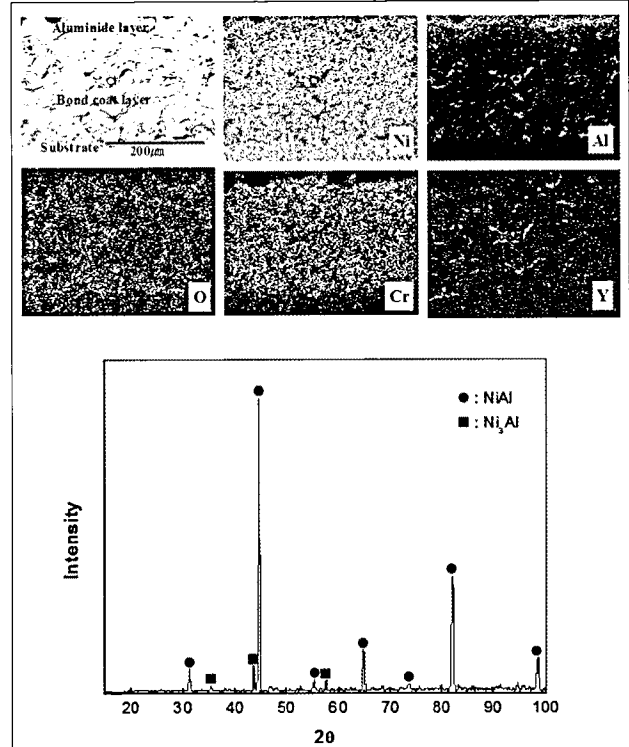 Aluminide layer
Bond coat layer
Substrate
200μm
Ni
Al
O
Cr
Y
● : NiAl
■ : Ni₃Al
Intensity
20 30 40 50 60 70 80 90 100
2θ